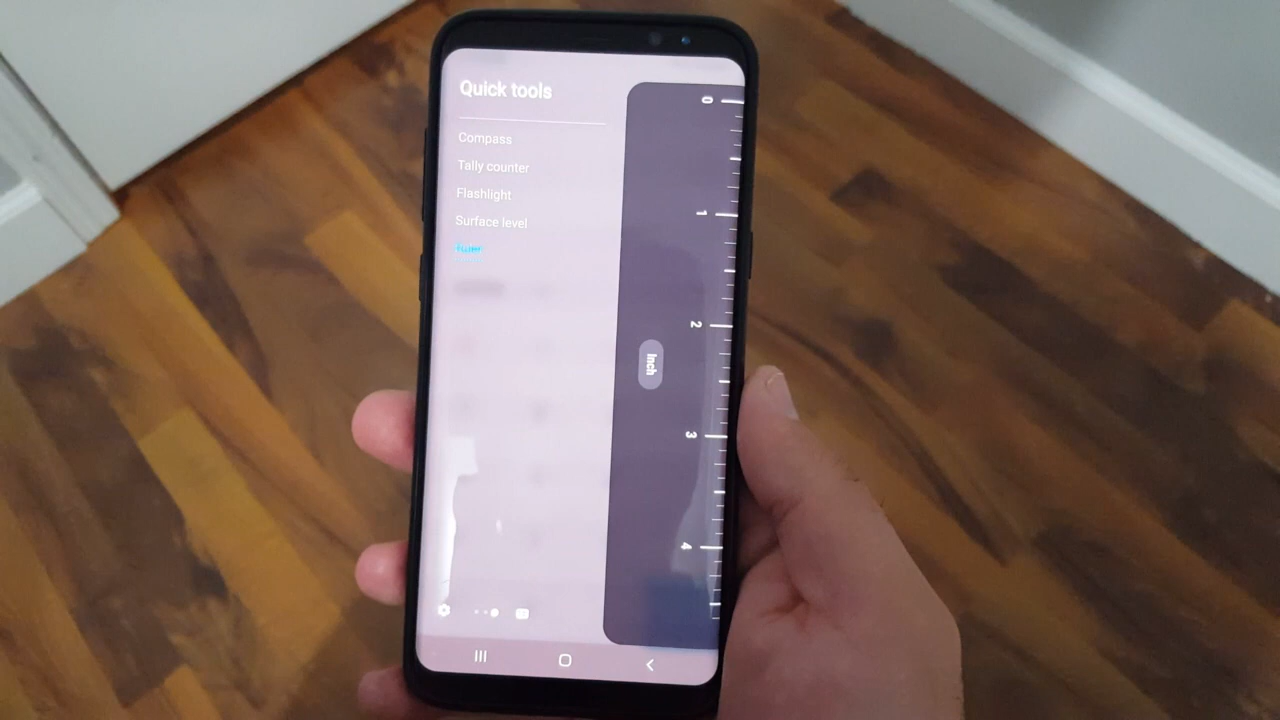 Quick tools
Compass
Tally counter
Flashlight
Surface level
Ruler
0
1
2
Inch
3
4